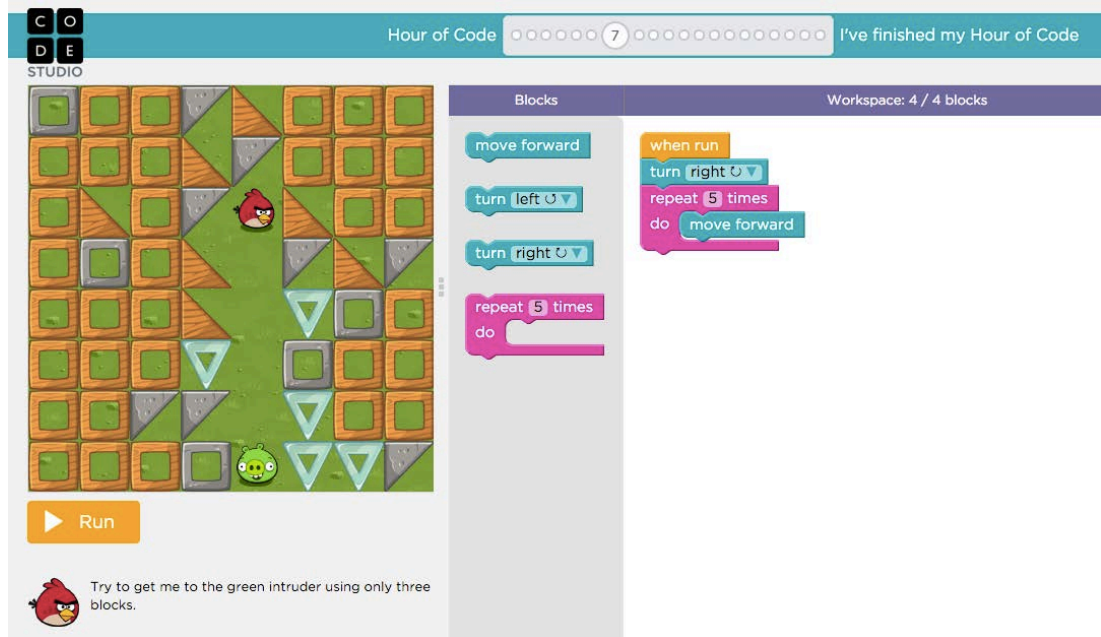 C O
D E
STUDIO
Hour of Code 7 I've finished my Hour of Code
Blocks
Workspace: 4 / 4 blocks
move forward
turn left ↺ ▼
turn right ↻ ▼
repeat 5 times
do
when run
turn right ↻ ▼
repeat 5 times
do move forward
Run
Try to get me to the green intruder using only three
blocks.